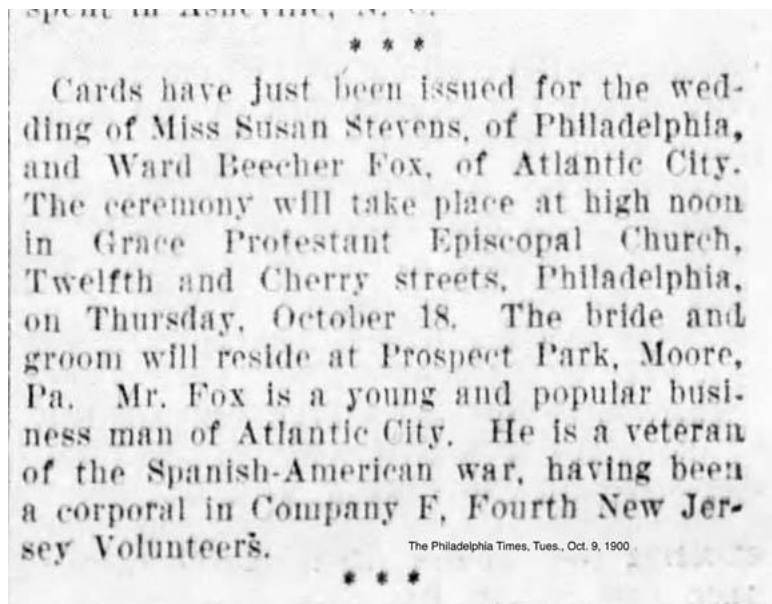 spent in Asheville, N. C.
* * *
Cards have just been issued for the wed-
ding of Miss Susan Stevens, of Philadelphia,
and Ward Beecher Fox, of Atlantic City.
The ceremony will take place at high noon
in Grace Protestant Episcopal Church,
Twelfth and Cherry streets, Philadelphia,
on Thursday, October 18. The bride and
groom will reside at Prospect Park, Moore,
Pa. Mr. Fox is a young and popular busi-
ness man of Atlantic City. He is a veteran
of the Spanish-American war, having been
a corporal in Company F, Fourth New Jer-
sey Volunteers.
The Philadelphia Times, Tues., Oct. 9, 1900
* * *